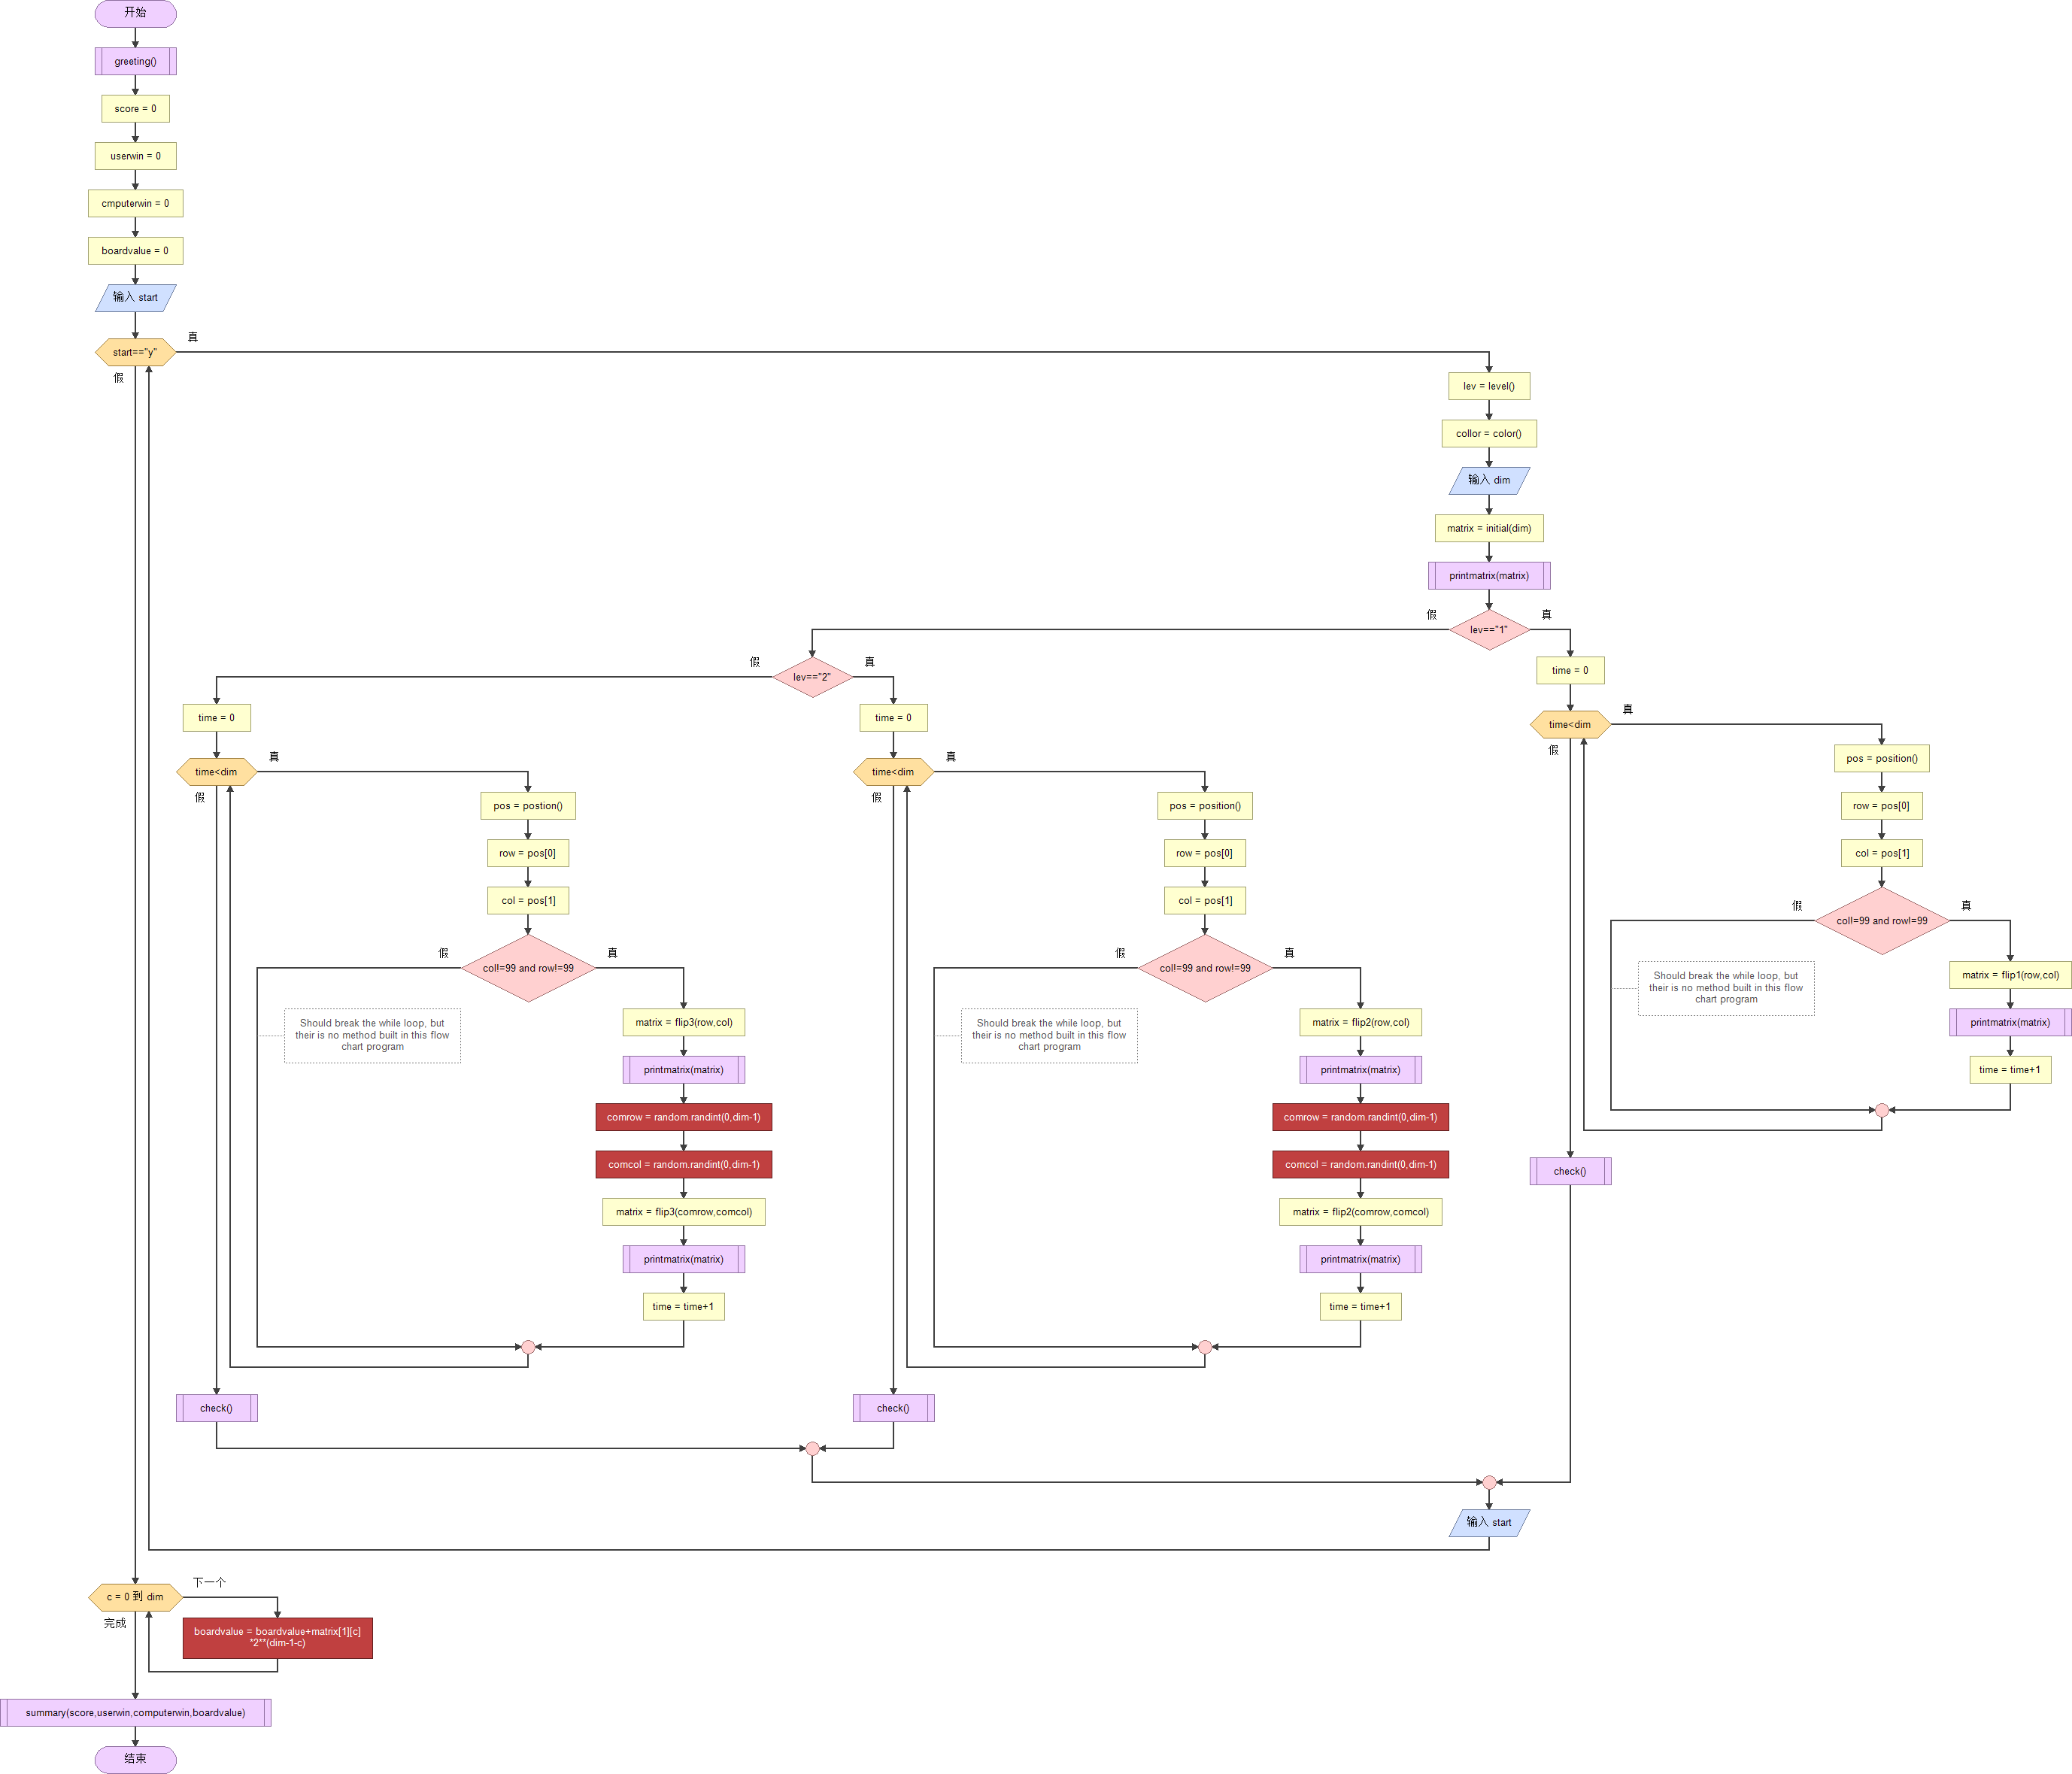 开始
greeting()
score = 0
userwin = 0
cmputerwin = 0
boardvalue = 0
输入 start
start=="y"
真
假
lev = level()
collor = color()
输入 dim
matrix = initial(dim)
printmatrix(matrix)
lev=="1"
假
真
lev=="2"
假
真
time = 0
time<dim
真
假
pos = postion()
row = pos[0]
col = pos[1]
col!=99 and row!=99
假
真
Should break the while loop, but
their is no method built in this flow
chart program
matrix = flip3(row,col)
printmatrix(matrix)
comrow = random.randint(0,dim-1)
comcol = random.randint(0,dim-1)
matrix = flip3(comrow,comcol)
printmatrix(matrix)
time = time+1
check()
time = 0
time<dim
真
假
pos = position()
row = pos[0]
col = pos[1]
col!=99 and row!=99
假
真
Should break the while loop, but
their is no method built in this flow
chart program
matrix = flip2(row,col)
printmatrix(matrix)
comrow = random.randint(0,dim-1)
comcol = random.randint(0,dim-1)
matrix = flip2(comrow,comcol)
printmatrix(matrix)
time = time+1
check()
time = 0
time<dim
真
假
pos = position()
row = pos[0]
col = pos[1]
col!=99 and row!=99
假
真
Should break the while loop, but
their is no method built in this flow
chart program
matrix = flip1(row,col)
printmatrix(matrix)
time = time+1
check()
输入 start
c = 0 到 dim
下一个
完成
boardvalue = boardvalue+matrix[1][c]
*2**(dim-1-c)
summary(score,userwin,computerwin,boardvalue)
结束